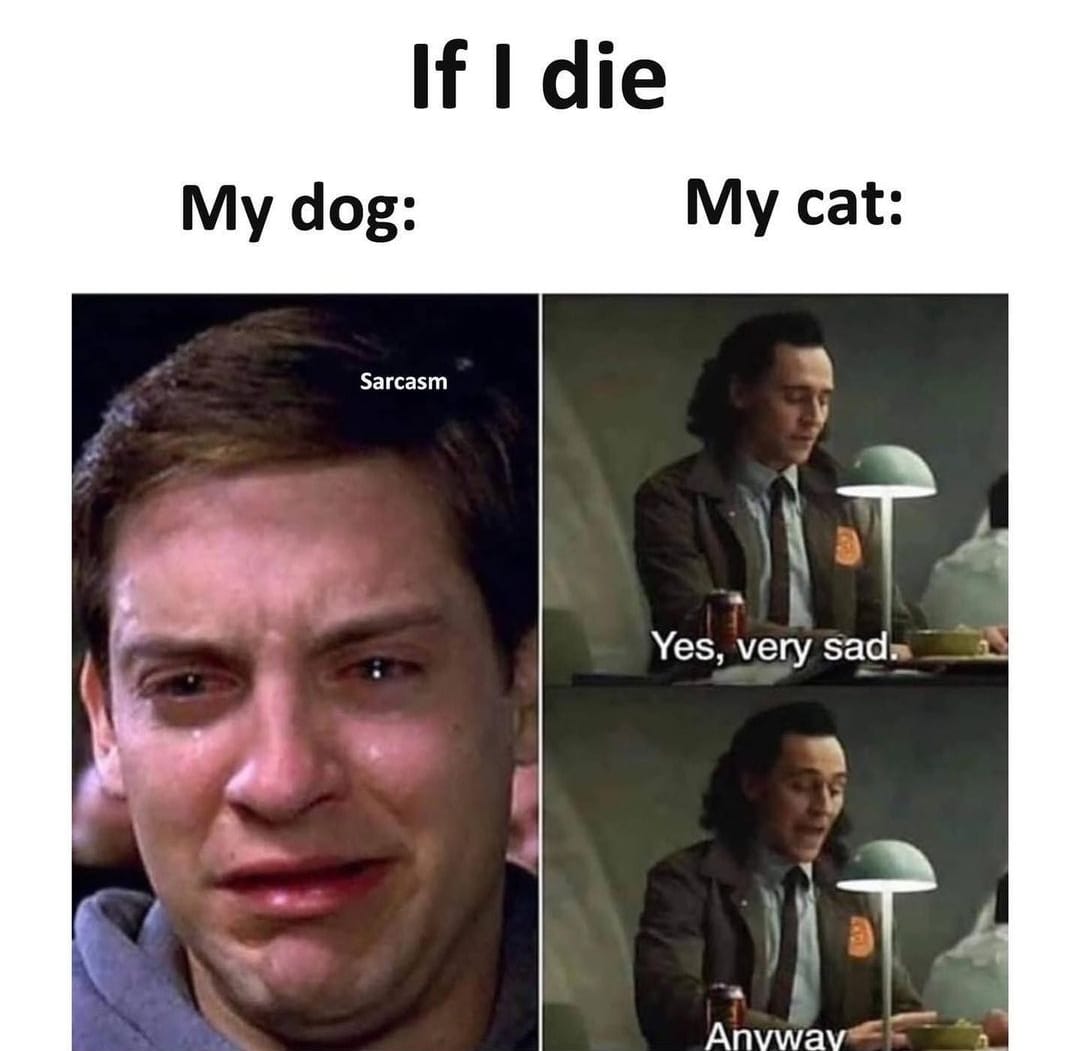 If I die
My dog:
My cat:
Sarcasm
Yes, very sad.
Anyway